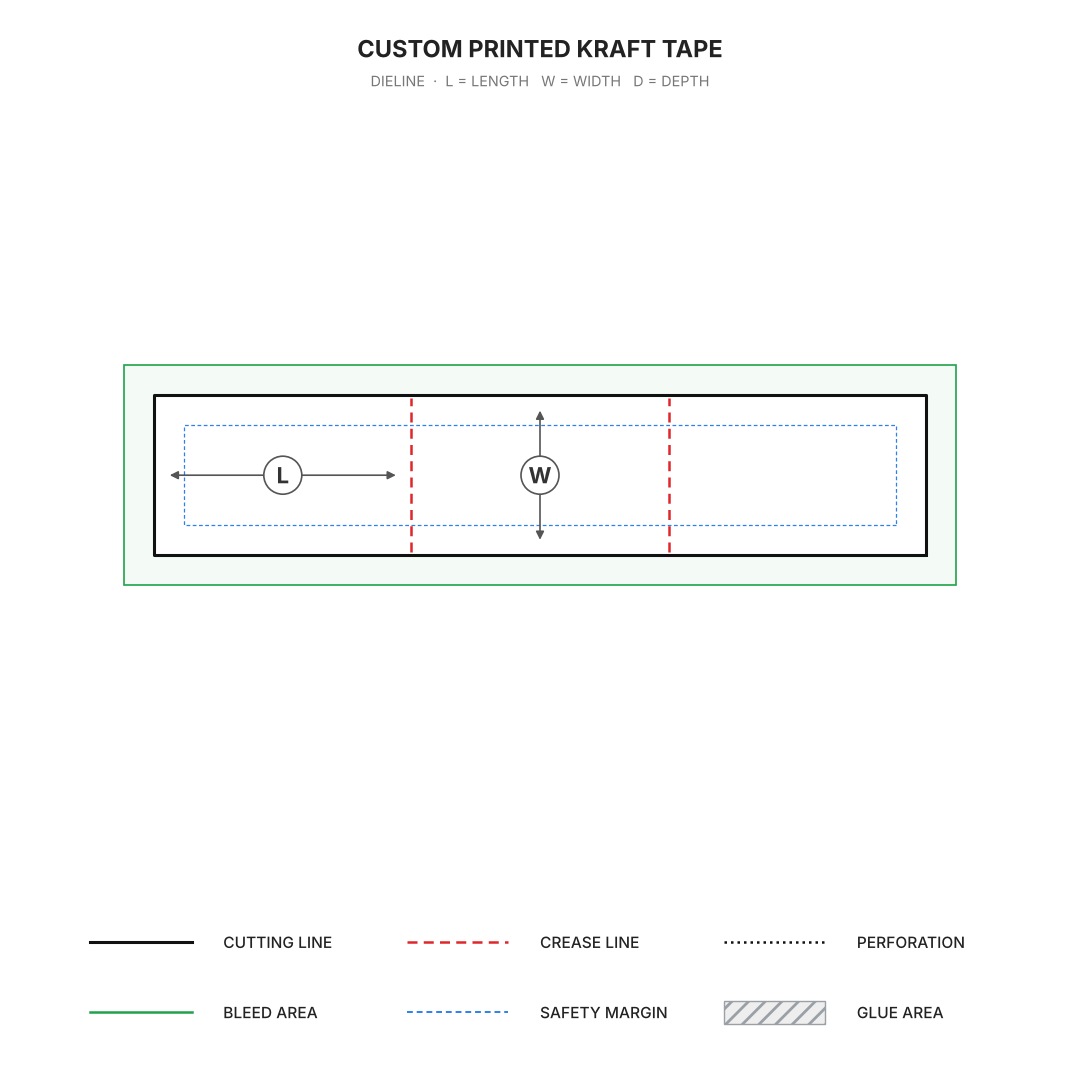 CUSTOM PRINTED KRAFT TAPE
DIELINE · L = LENGTH W = WIDTH D = DEPTH
L
W
CUTTING LINE
CREASE LINE
PERFORATION
BLEED AREA
SAFETY MARGIN
GLUE AREA